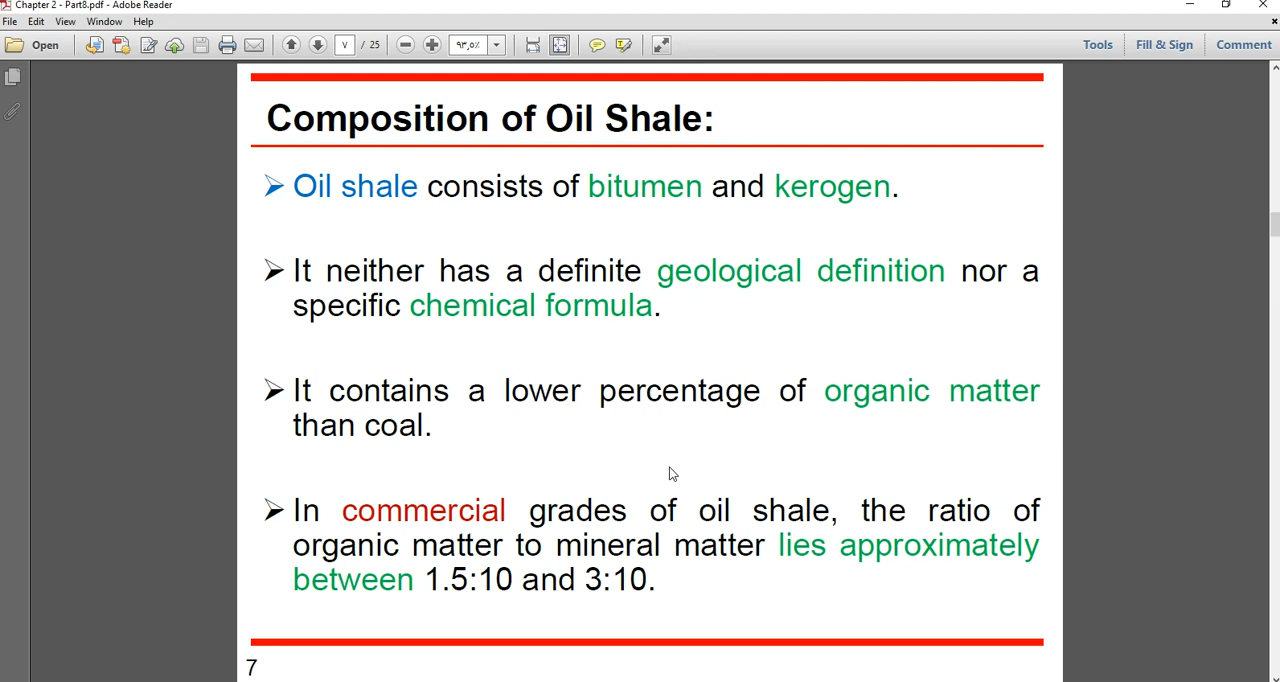 Chapter 2 - Part8.pdf - Adobe Reader
File Edit View Window Help
Open ٧ / 25 ٩٣,٥٪ Tools Fill & Sign Comment
Composition of Oil Shale:
➢ Oil shale consists of bitumen and kerogen.
➢ It neither has a definite geological definition nor a
specific chemical formula.
➢ It contains a lower percentage of organic matter
than coal.
➢ In commercial grades of oil shale, the ratio of
organic matter to mineral matter lies approximately
between 1.5:10 and 3:10.
7